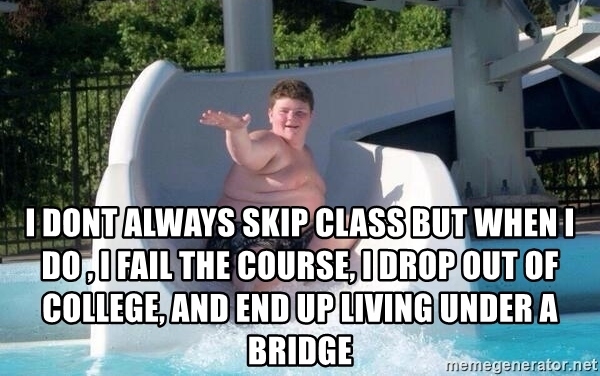 I DONT ALWAYS SKIP CLASS BUT WHEN I
DO , I FAIL THE COURSE, I DROP OUT OF
COLLEGE, AND END UP LIVING UNDER A
BRIDGE
memegenerator.net